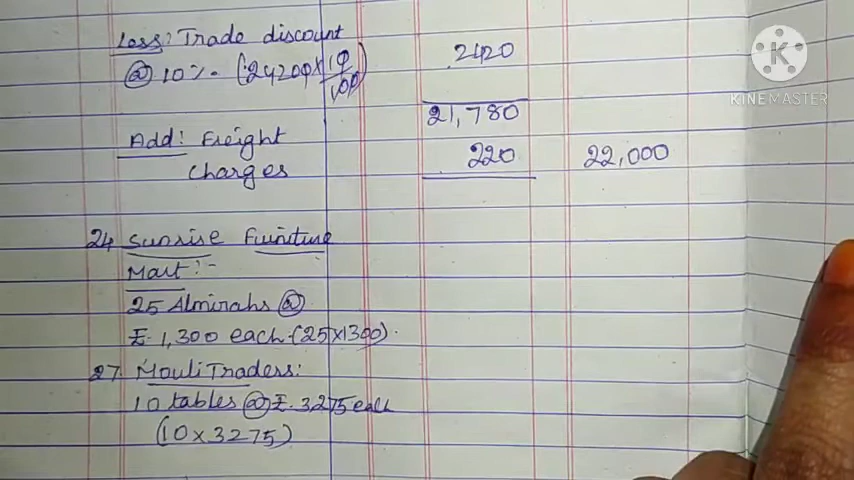 Less: Trade discount
@ 10%. (24200 x 10/100) 2420
21,780
Add: Freight
Charges 220 22,000
24 Sunrise Funiture
Mart:-
25 Almirahs @
₹. 1,300 each. (25x1300).
27 Mouli Traders:
10 tables @ ₹. 3275 each
(10 x 3275)
KINEMASTER